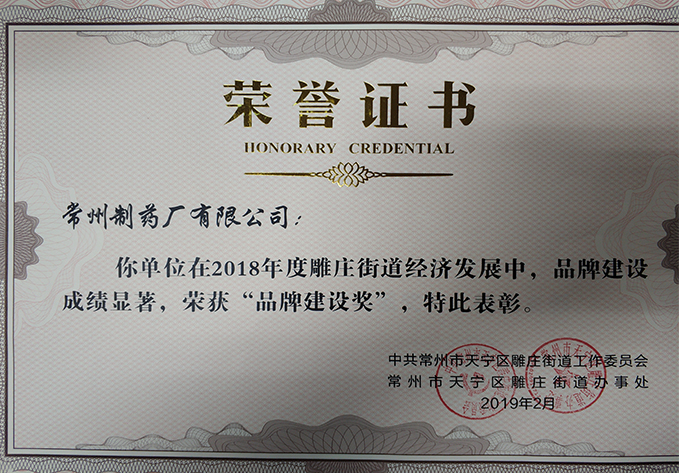 荣誉证书
HONORARY CREDENTIAL
常州制药厂有限公司：
你单位在2018年度雕庄街道经济发展中，品牌建设
成绩显著，荣获“品牌建设奖”，特此表彰。
中共常州市天宁区雕庄街道工作委员会
常州市天宁区雕庄街道办事处
2019年2月